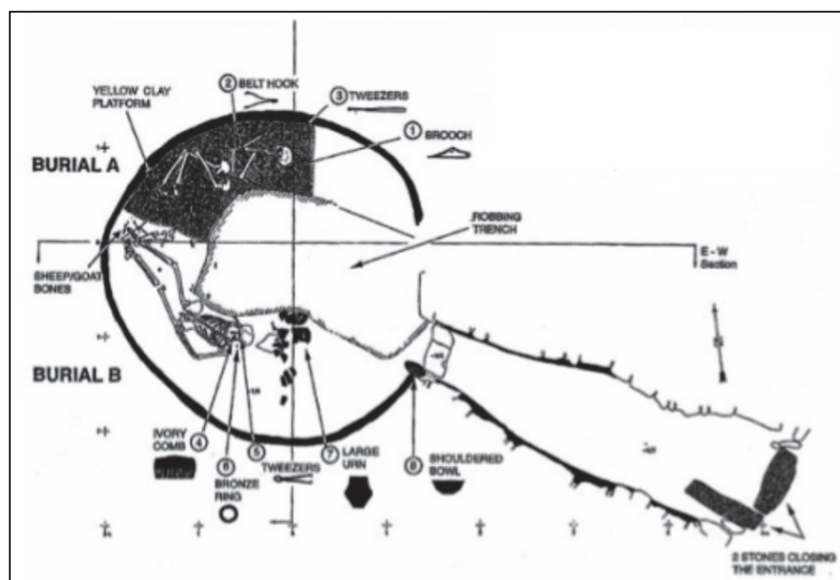 ② BELT HOOK
YELLOW CLAY
PLATFORM
③ TWEEZERS
① BROOCH
BURIAL A
ROBBING
TRENCH
E - W
Section
SHEEP/GOAT
BONES
N
BURIAL B
IVORY
COMB
④
⑥
BRONZE
RING
⑤
TWEEZERS
⑦
LARGE
URN
⑧
SHOULDERED
BOWL
2 STONES CLOSING
THE ENTRANCE